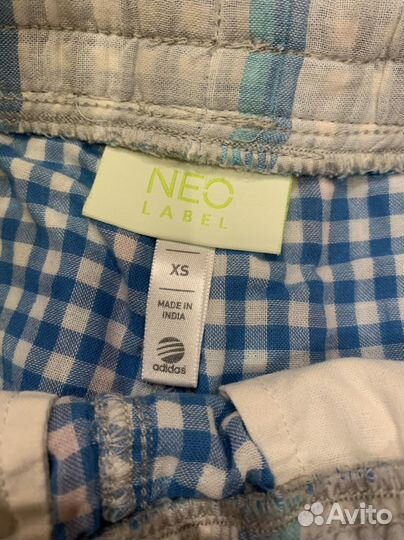 NEO
LABEL
XS
MADE IN
INDIA
adidas
Avito